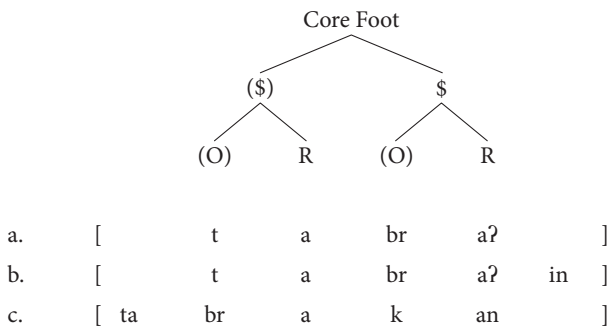 Core Foot
($) $
(O) R (O) R
a. [ t a br aʔ ]
b. [ t a br aʔ in ]
c. [ ta br a k an ]